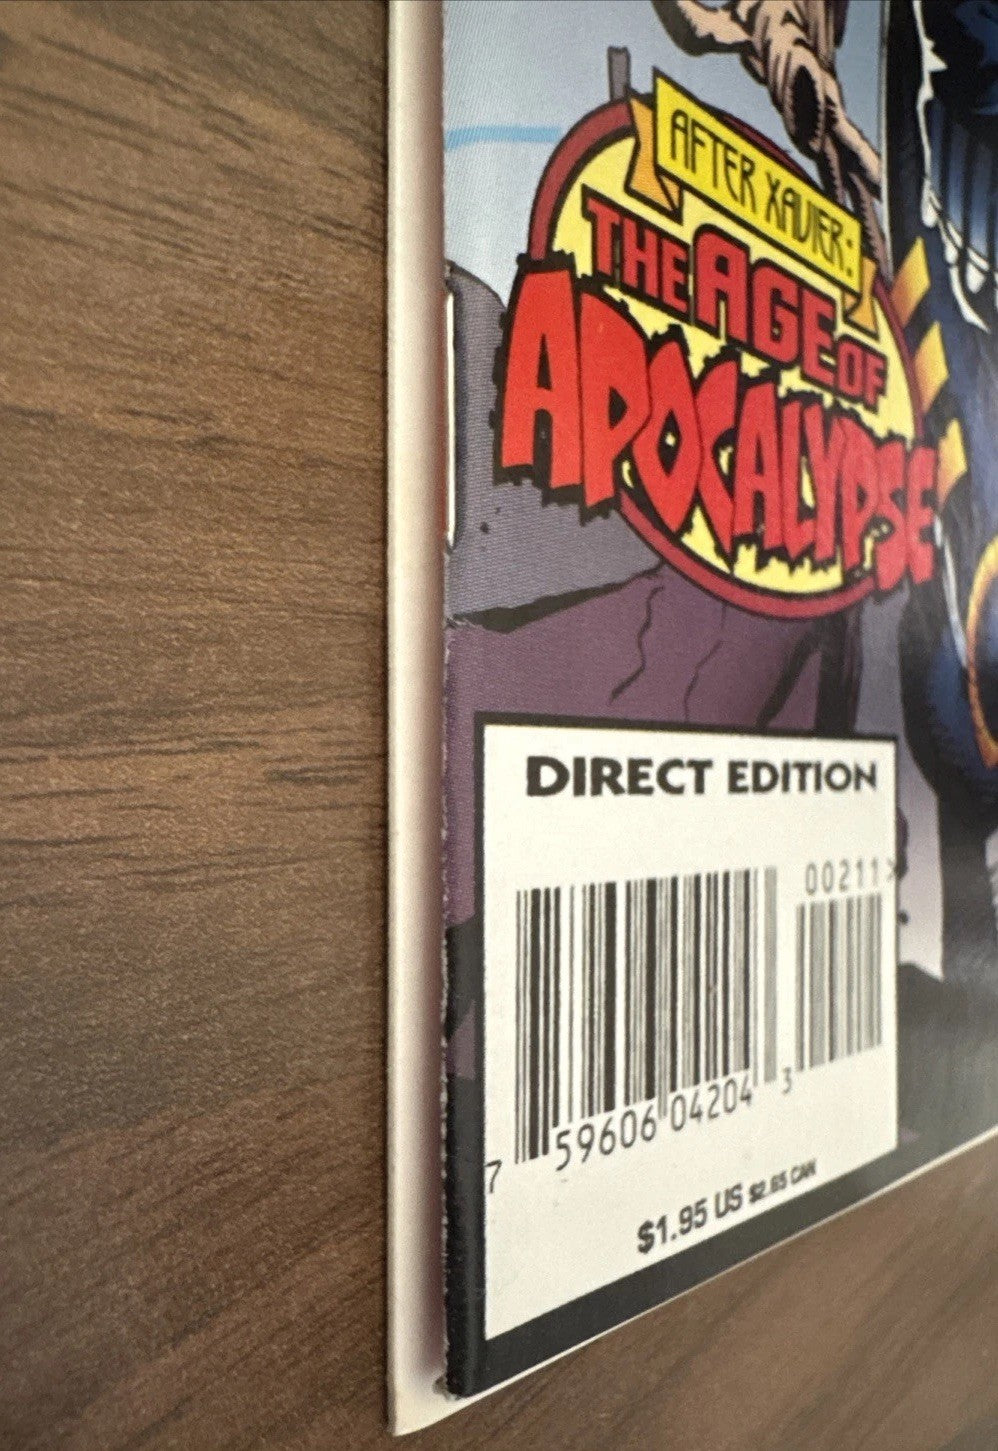 AFTER XAVIER:
THE AGE OF
APOCALYPSE
DIRECT EDITION
00211>
7 59606 04204 3
$1.95 US $2.65 CAN